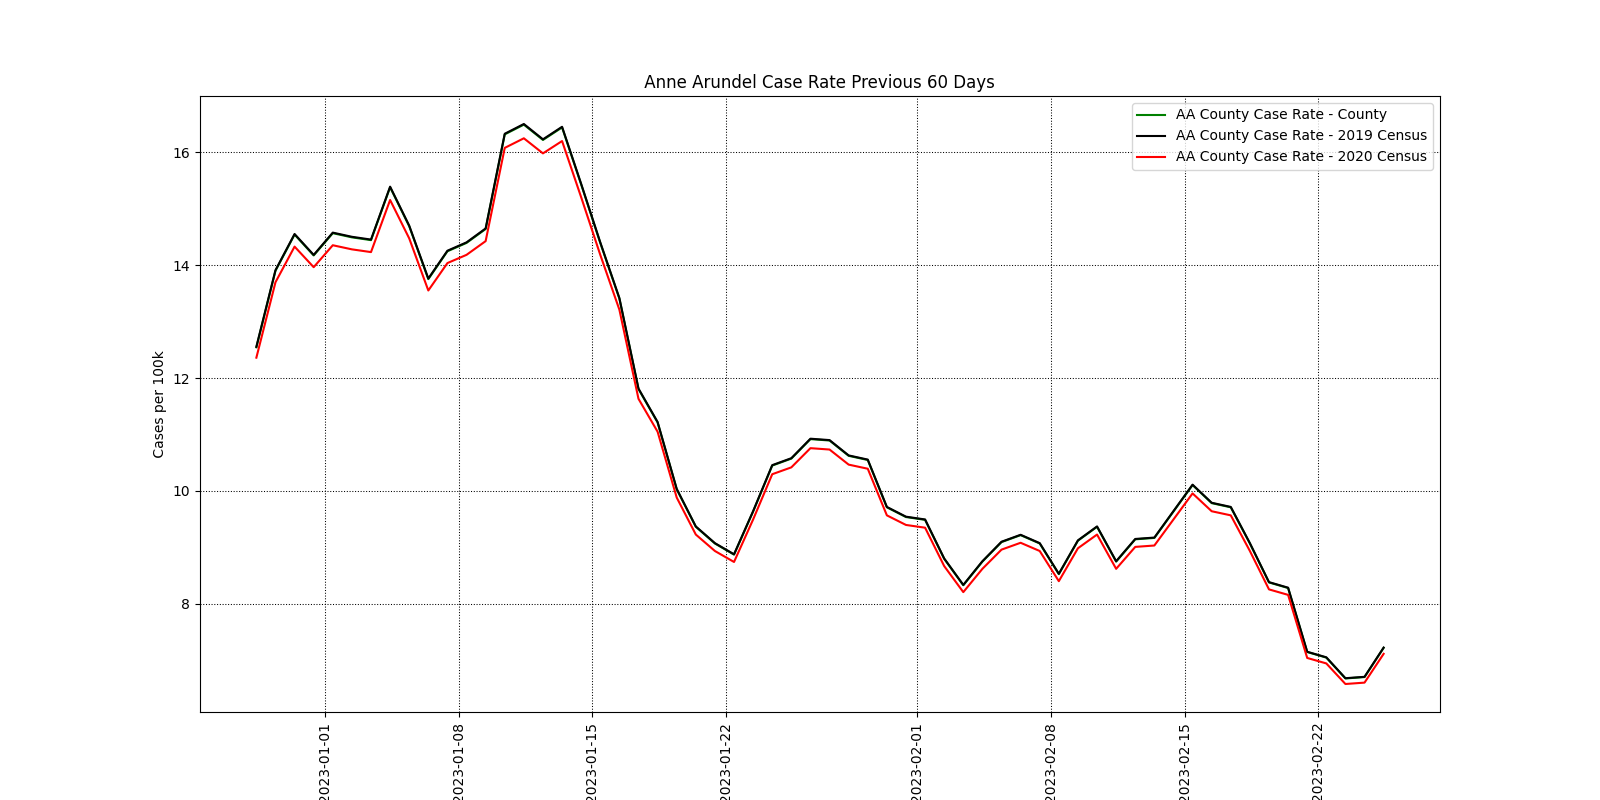 Anne Arundel Case Rate Previous 60 Days
AA County Case Rate - County
AA County Case Rate - 2019 Census
AA County Case Rate - 2020 Census
Cases per 100k
16
14
12
10
8
2023-01-01
2023-01-08
2023-01-15
2023-01-22
2023-02-01
2023-02-08
2023-02-15
2023-02-22